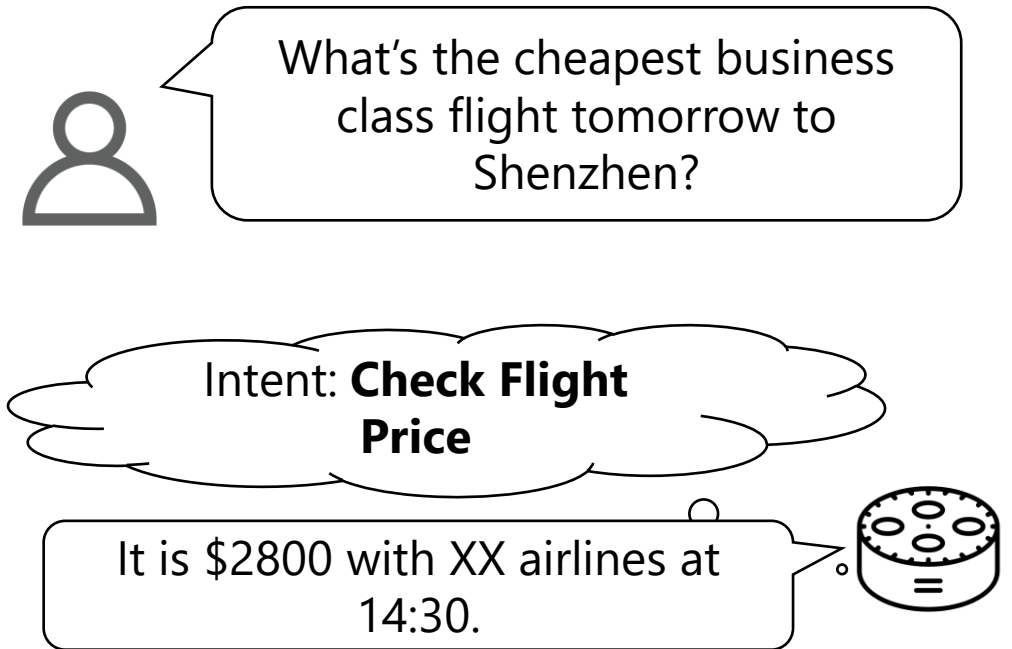 What’s the cheapest business
class flight tomorrow to
Shenzhen?
Intent: Check Flight
Price
It is $2800 with XX airlines at
14:30.